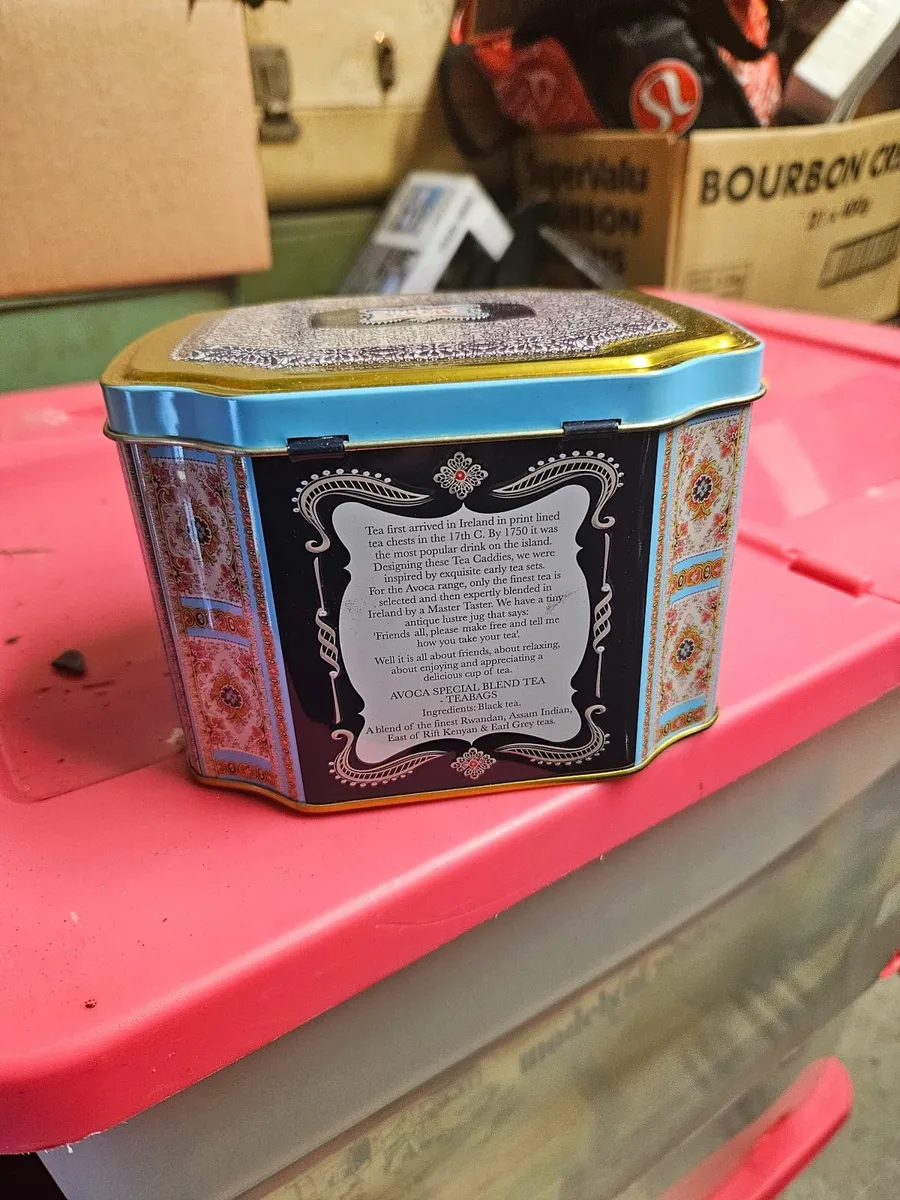 SuperValu
BOURBON CR
Tea first arrived in Ireland in print lined
tea chests in the 17th C. By 1750 it was
the most popular drink on the island.
Designing these Tea Caddies, we were
inspired by exquisite early tea sets.
For the Avoca range, only the finest tea is
selected and then expertly blended in
Ireland by a Master Taster. We have a tiny
antique lustre jug that says:
'Friends all, please make free and tell me
how you take your tea'.
Well it is all about friends, about relaxing,
about enjoying and appreciating a
delicious cup of tea.
AVOCA SPECIAL BLEND TEA
- TEABAGS
Ingredients: Black tea.
A blend of the finest Rwandan, Assam Indian,
East of Rift Kenyan & Earl Grey teas.